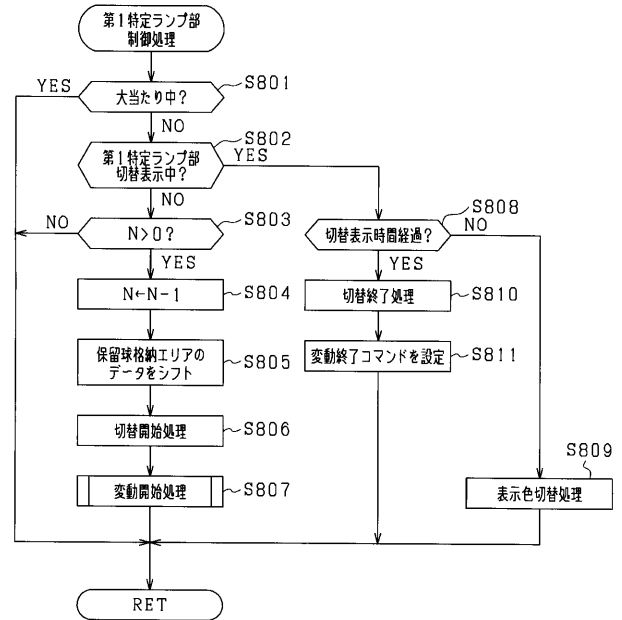 第1特定ランプ部
制御処理
YES
大当たり中?
S801
NO
第1特定ランプ部
切替表示中?
S802
YES
NO
NO
N>0?
S803
YES
N←N-1
S804
保留球格納エリアの
データをシフト
S805
切替開始処理
S806
変動開始処理
S807
切替表示時間経過?
S808
NO
YES
切替終了処理
S810
変動終了コマンドを設定
S811
S809
表示色切替処理
RET